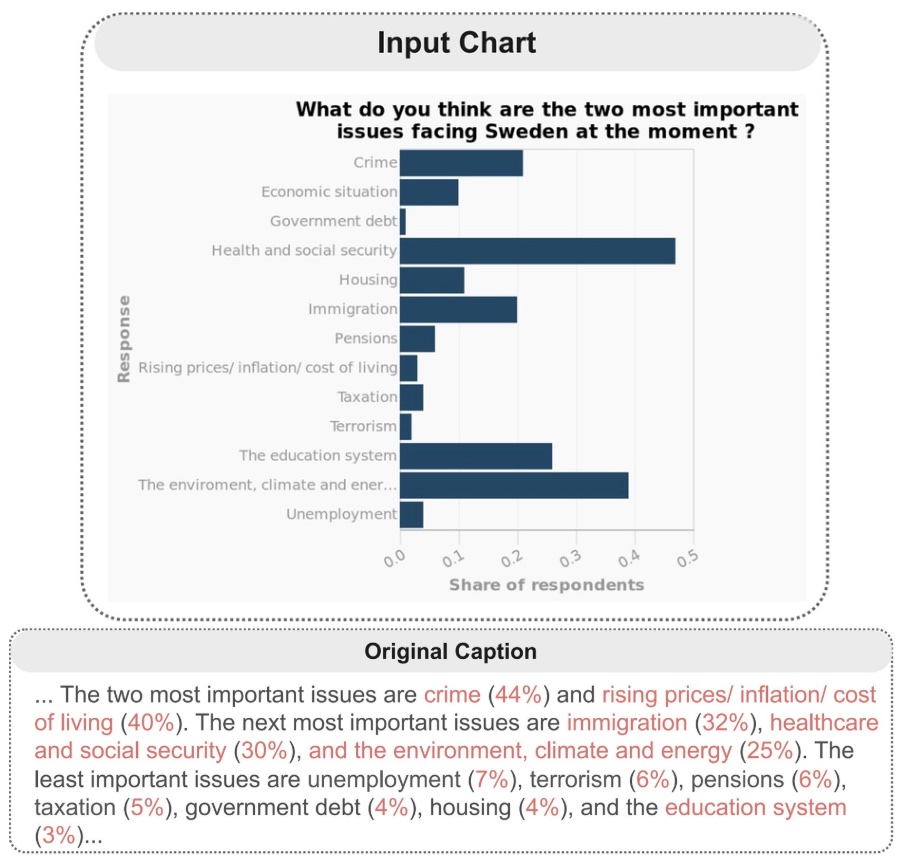 Input Chart
What do you think are the two most important
issues facing Sweden at the moment ?
Crime
Economic situation
Government debt
Health and social security
Housing
Immigration
Pensions
Rising prices/ inflation/ cost of living
Taxation
Terrorism
The education system
The enviroment, climate and ener...
Unemployment
Response
0.0 0.1 0.2 0.3 0.4 0.5
Share of respondents
Original Caption
... The two most important issues are crime (44%) and rising prices/ inflation/ cost
of living (40%). The next most important issues are immigration (32%), healthcare
and social security (30%), and the environment, climate and energy (25%). The
least important issues are unemployment (7%), terrorism (6%), pensions (6%),
taxation (5%), government debt (4%), housing (4%), and the education system
(3%)...